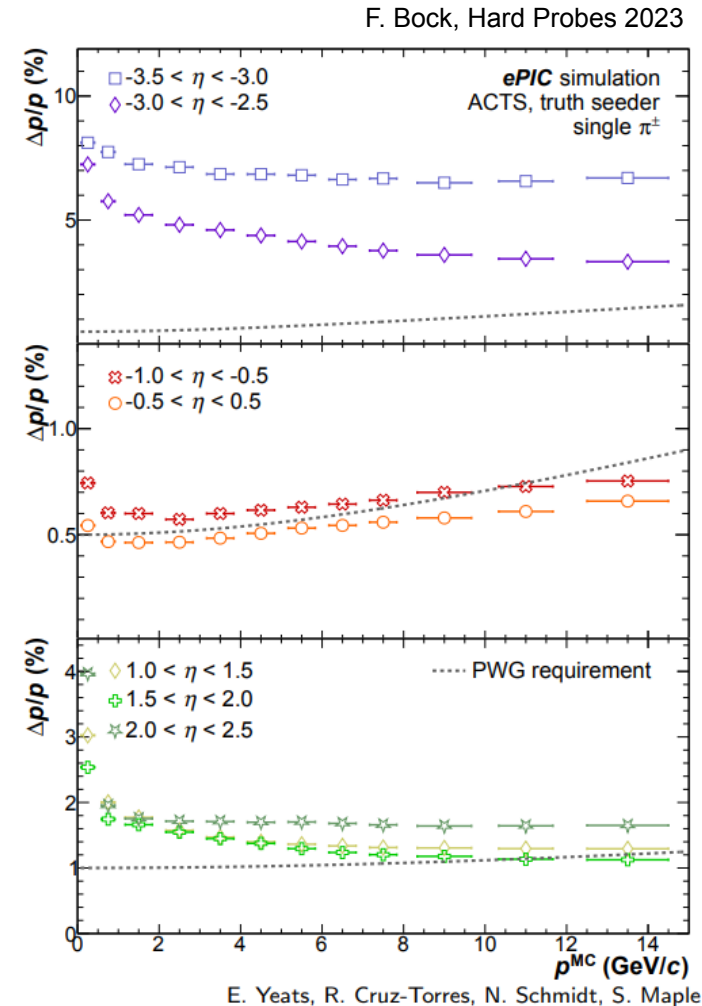 F. Bock, Hard Probes 2023
Δp/p (%)
10
5
-3.5 < η < -3.0
-3.0 < η < -2.5
ePIC simulation
ACTS, truth seeder
single π±
Δp/p (%)
1.0
0.5
-1.0 < η < -0.5
-0.5 < η < 0.5
Δp/p (%)
4
3
2
1
0
1.0 < η < 1.5
1.5 < η < 2.0
2.0 < η < 2.5
PWG requirement
0 2 4 6 8 10 12 14
p^MC (GeV/c)
E. Yeats, R. Cruz-Torres, N. Schmidt, S. Maple